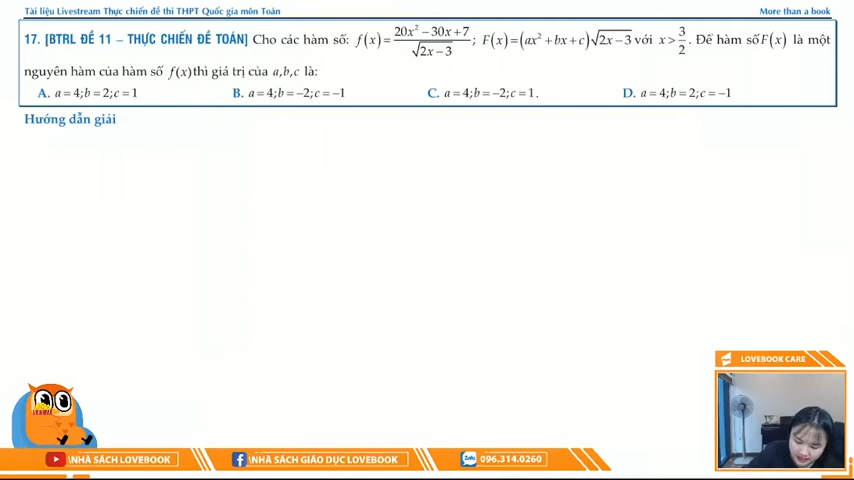 Tài liệu Livestream Thực chiến đề thi THPT Quốc gia môn Toán More than a book
17. [BTRL ĐỀ 11 – THỰC CHIẾN ĐỀ TOÁN] Cho các hàm số: f(x) = (20x² − 30x + 7)/√(2x − 3); F(x) = (ax² + bx + c)√(2x − 3) với x > 3/2. Để hàm số F(x) là một
nguyên hàm của hàm số f(x) thì giá trị của a, b, c là:
A. a = 4; b = 2; c = 1 B. a = 4; b = −2; c = −1 C. a = 4; b = −2; c = 1. D. a = 4; b = 2; c = −1
Hướng dẫn giải
LOVEBOOK CARE
NHÀ SÁCH LOVEBOOK NHÀ SÁCH GIÁO DỤC LOVEBOOK Zalo 096.314.0260